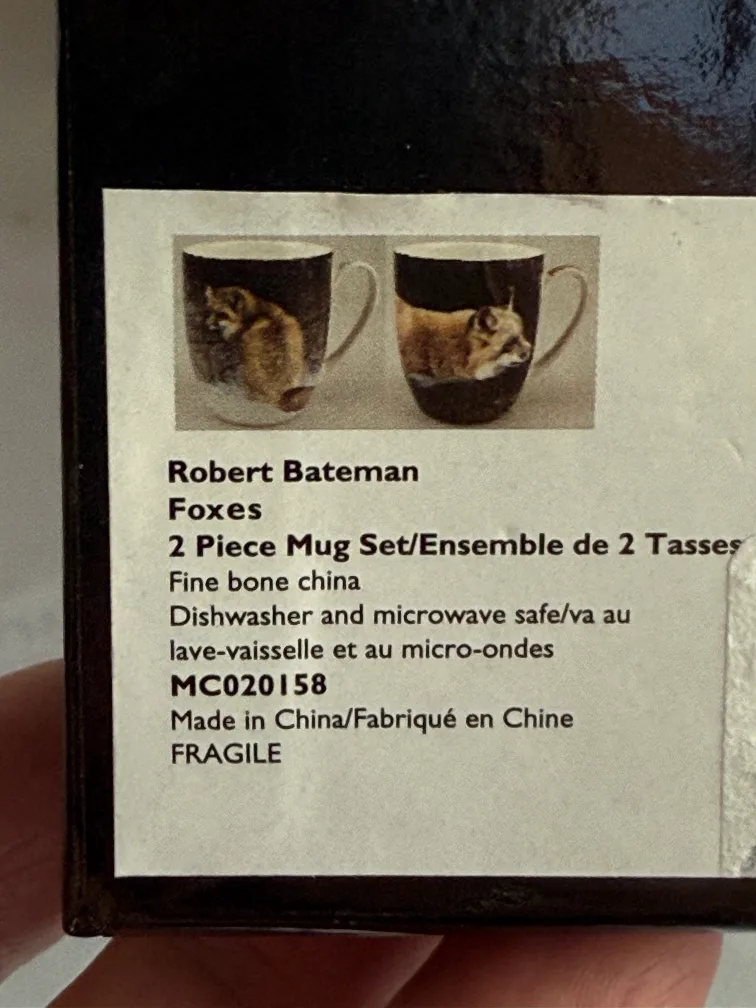 Robert Bateman
Foxes
2 Piece Mug Set/Ensemble de 2 Tasses
Fine bone china
Dishwasher and microwave safe/va au
lave-vaisselle et au micro-ondes
MC020158
Made in China/Fabriqué en Chine
FRAGILE